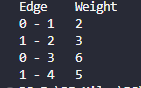 Edge Weight
0 - 1 2
1 - 2 3
0 - 3 6
1 - 4 5